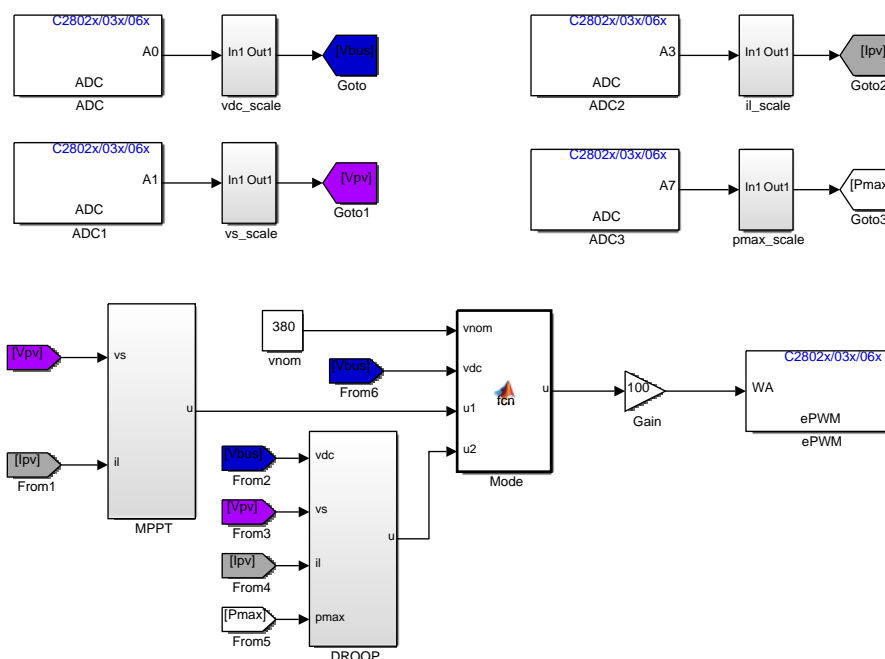 C2802x/03x/06x
A0
ADC
ADC
In1 Out1
vdc_scale
[Vbus]
Goto
C2802x/03x/06x
A3
ADC
ADC2
In1 Out1
il_scale
[Ipv]
Goto2
C2802x/03x/06x
A1
ADC
ADC1
In1 Out1
vs_scale
[Vpv]
Goto1
C2802x/03x/06x
A7
ADC
ADC3
In1 Out1
pmax_scale
[Pmax
Goto3
[Vpv]
[Ipv]
From1
vs
il
u
MPPT
380
vnom
[Vbus]
From6
[Vbus]
From2
[Vpv]
From3
[Ipv]
From4
[Pmax]
From5
vdc
vs
il
pmax
u
DROOP
vnom
vdc
u1
u2
fcn
u
Mode
100
Gain
C2802x/03x/06x
WA
ePWM
ePWM